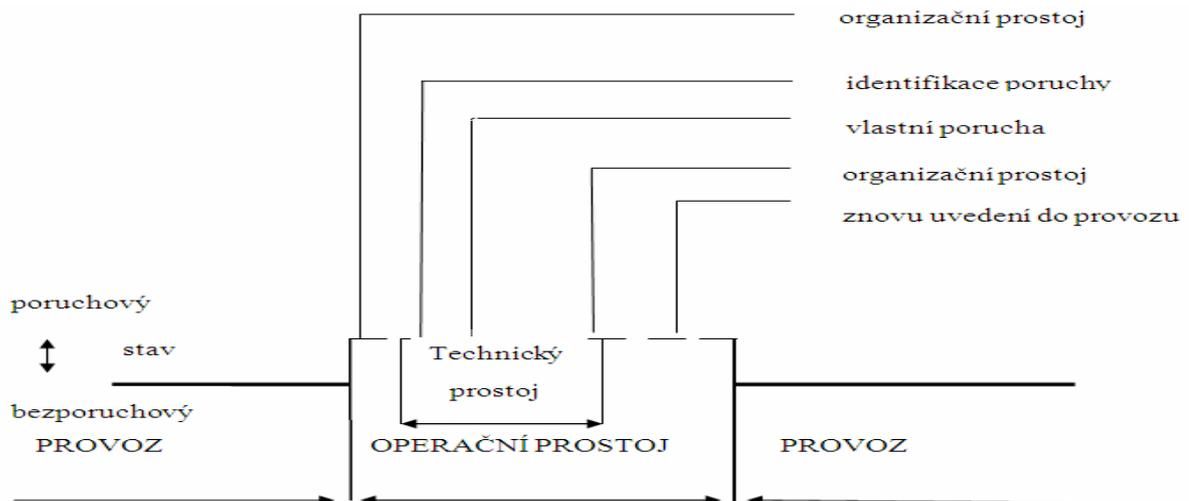 organizační prostoj
identifikace poruchy
vlastní porucha
organizační prostoj
znovu uvedení do provozu
poruchový
stav
bezporuchový
Technický
prostoj
PROVOZ
OPERAČNÍ PROSTOJ
PROVOZ